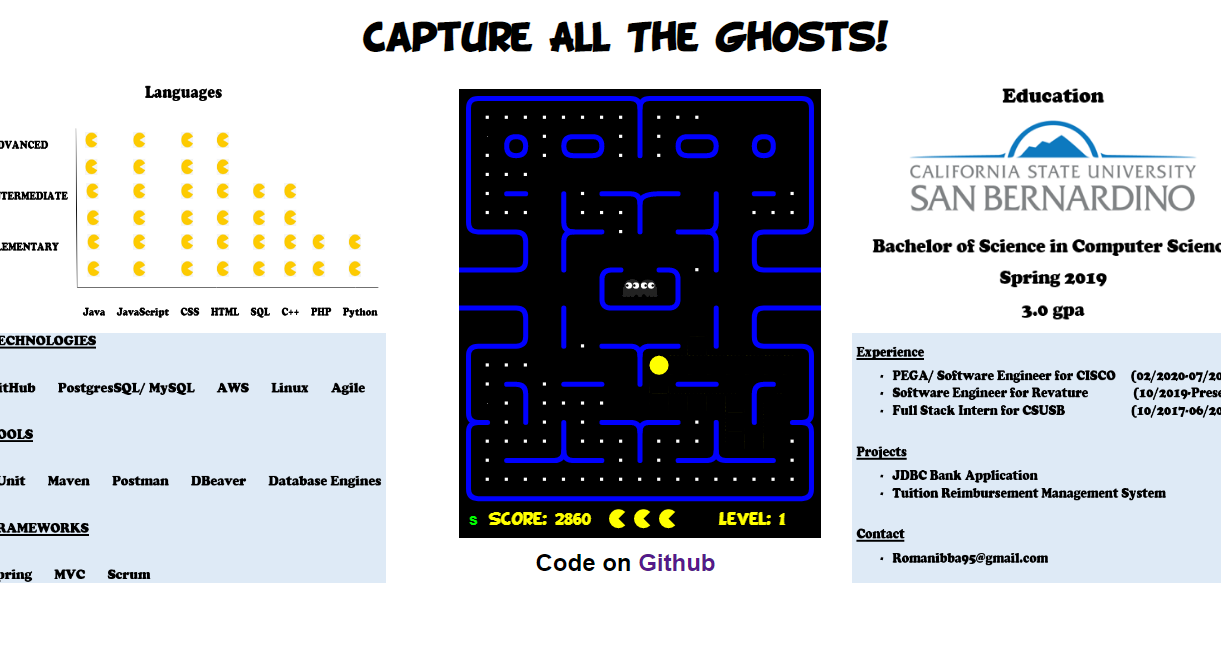 CAPTURE ALL THE GHOSTS!
Languages
DVANCED
TERMEDIATE
LEMENTARY
Java JavaScript CSS HTML SQL C++ PHP Python
ECHNOLOGIES
itHub PostgresSQL/ MySQL AWS Linux Agile
OOLS
Unit Maven Postman DBeaver Database Engines
RAMEWORKS
pring MVC Scrum
S SCORE: 2860 LEVEL: 1
Code on Github
Education
CALIFORNIA STATE UNIVERSITY
SAN BERNARDINO
Bachelor of Science in Computer Scienc
Spring 2019
3.0 gpa
Experience
· PEGA/ Software Engineer for CISCO (02/2020-07/20
· Software Engineer for Revature (10/2019-Prese
· Full Stack Intern for CSUSB (10/2017-06/20
Projects
· JDBC Bank Application
· Tuition Reimbursement Management System
Contact
· Romanibba95@gmail.com